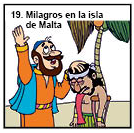 19. Milagros en la isla
de Malta